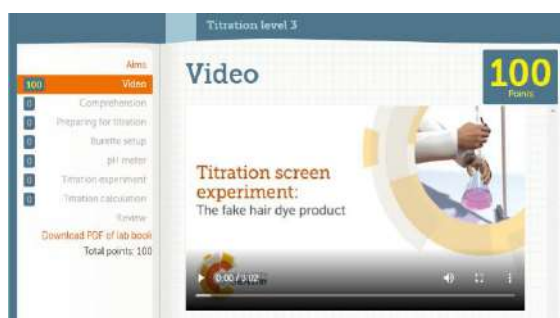 Titration level 3
Aims
100 Video
0 Comprehension
0 Preparing for titration
0 Burette setup
0 pH meter
0 Titration experiment
0 Titration calculation
Review
Download PDF of lab book
Total points: 100
Video
100
Points
Titration screen
experiment:
The fake hair dye product
0:00 / 3:02